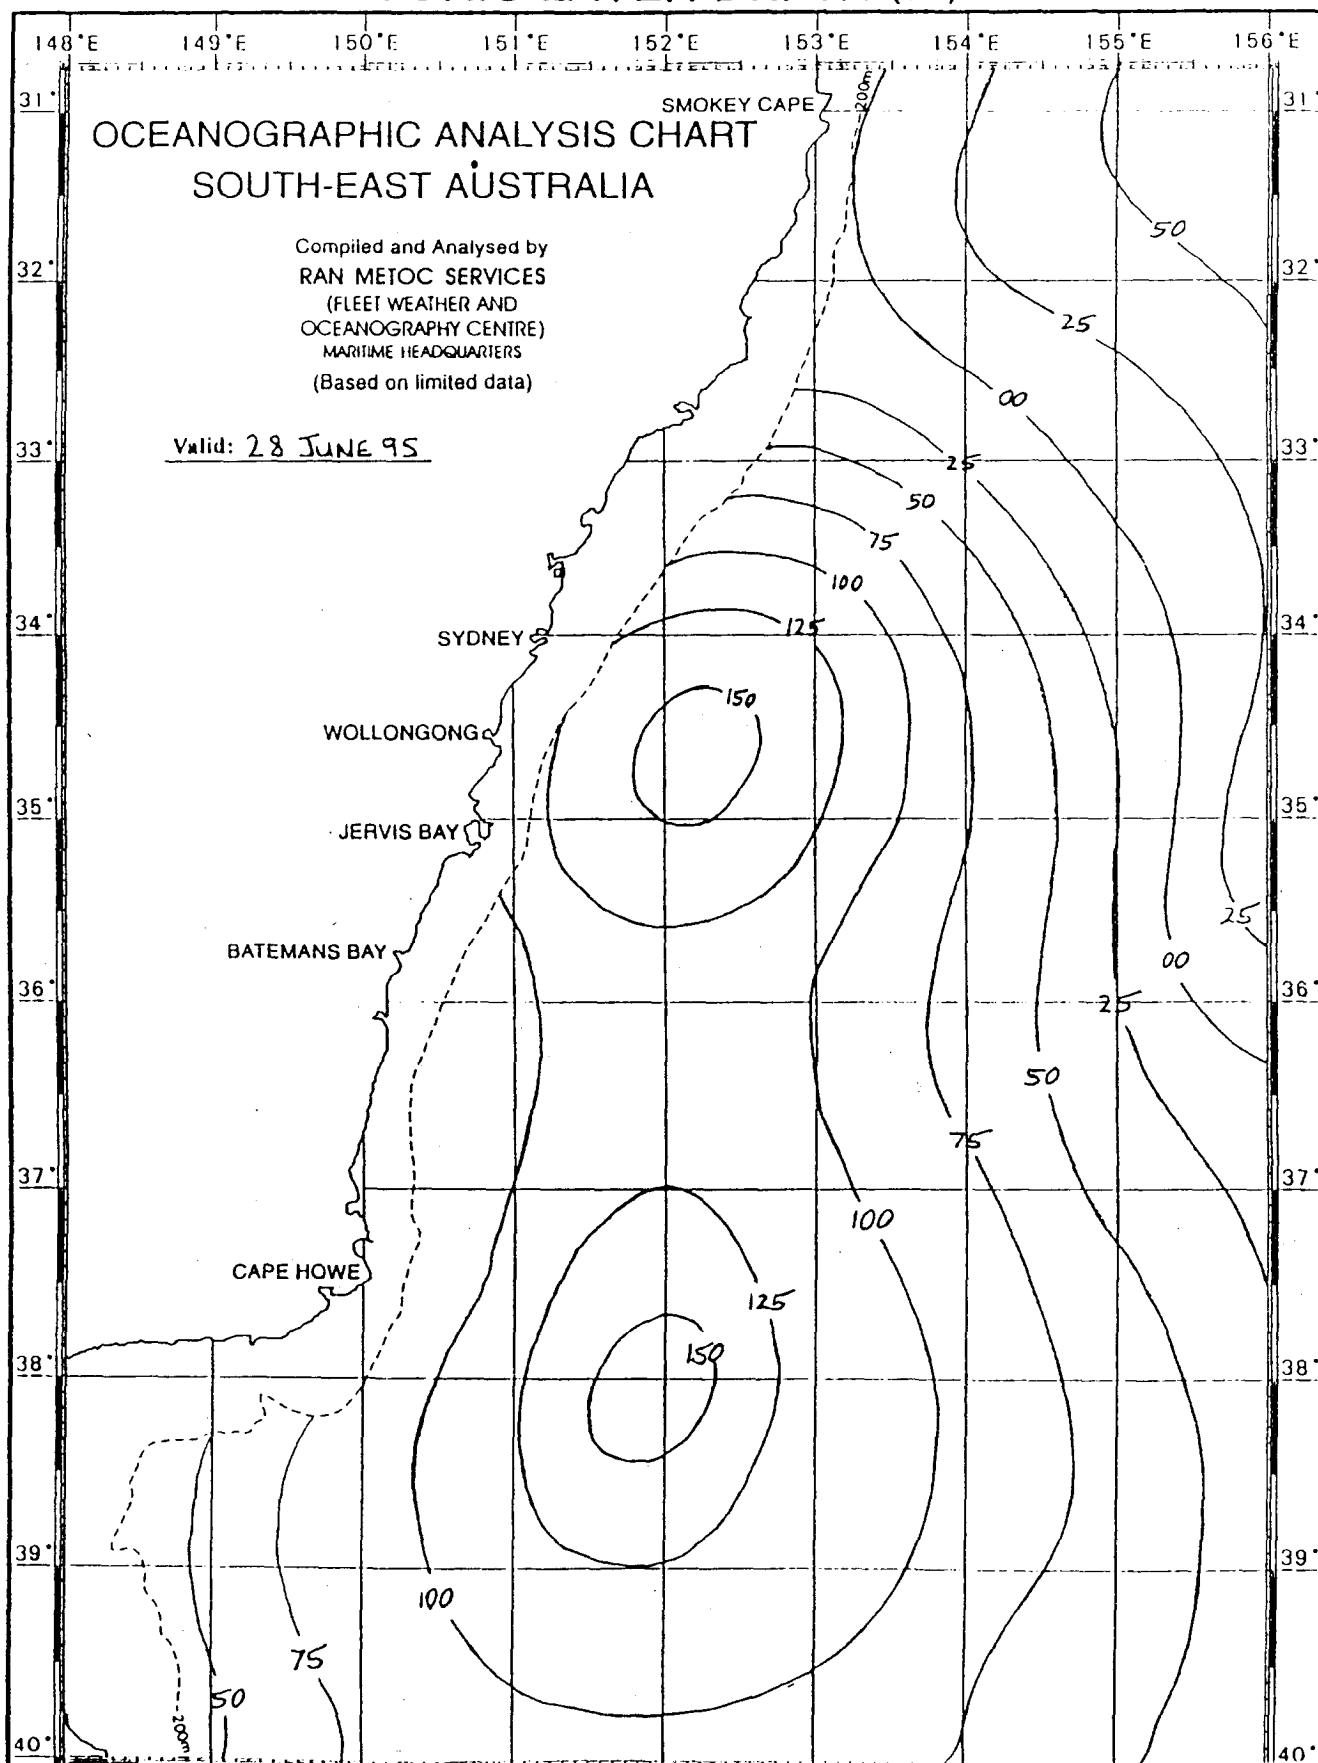 148°E 149°E 150°E 151°E 152°E 153°E 154°E 155°E 156°E
31° SMOKEY CAPE 200m 31°
OCEANOGRAPHIC ANALYSIS CHART
SOUTH-EAST AUSTRALIA
50
Compiled and Analysed by
32° RAN METOC SERVICES 32°
(FLEET WEATHER AND
OCEANOGRAPHY CENTRE) 25
MARITIME HEADQUARTERS
(Based on limited data) 00
Valid: 28 JUNE 95
33° 25 33°
50
75
100
34° SYDNEY 125 34°
150
WOLLONGONG
35° 35°
JERVIS BAY
25
BATEMANS BAY 00
36° 25 36°
50
75
37° 37°
100
CAPE HOWE
125
150
38° 38°
39° 39°
100
75
50
200m
40° 40°